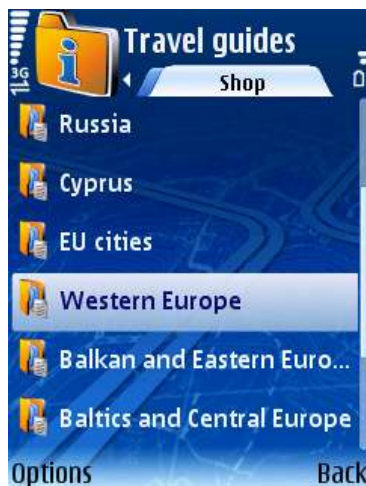 Travel guides
3G
Shop
Russia
Cyprus
EU cities
Western Europe
Balkan and Eastern Euro...
Baltics and Central Europe
Options Back